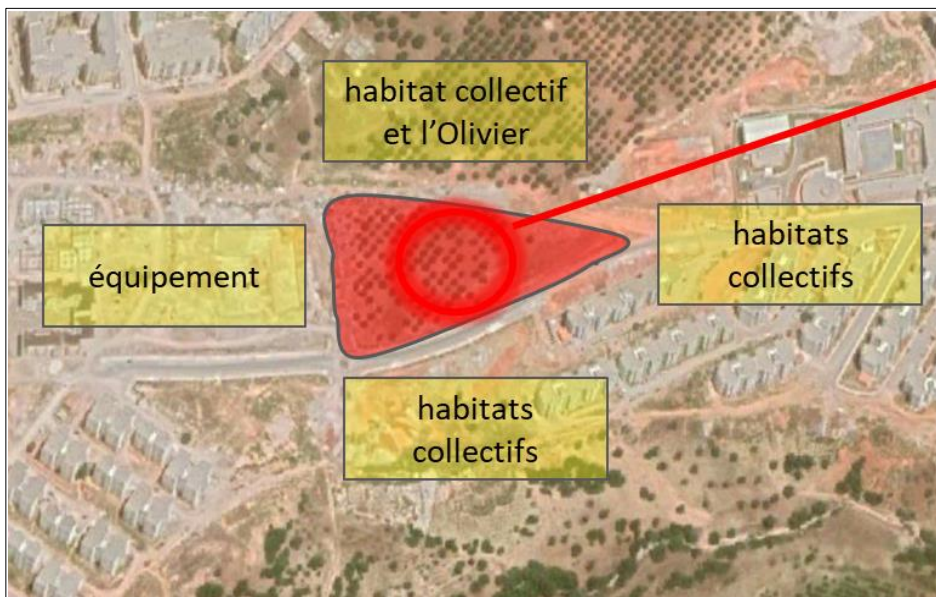 habitat collectif
et l’Olivier
équipement
habitats
collectifs
habitats
collectifs